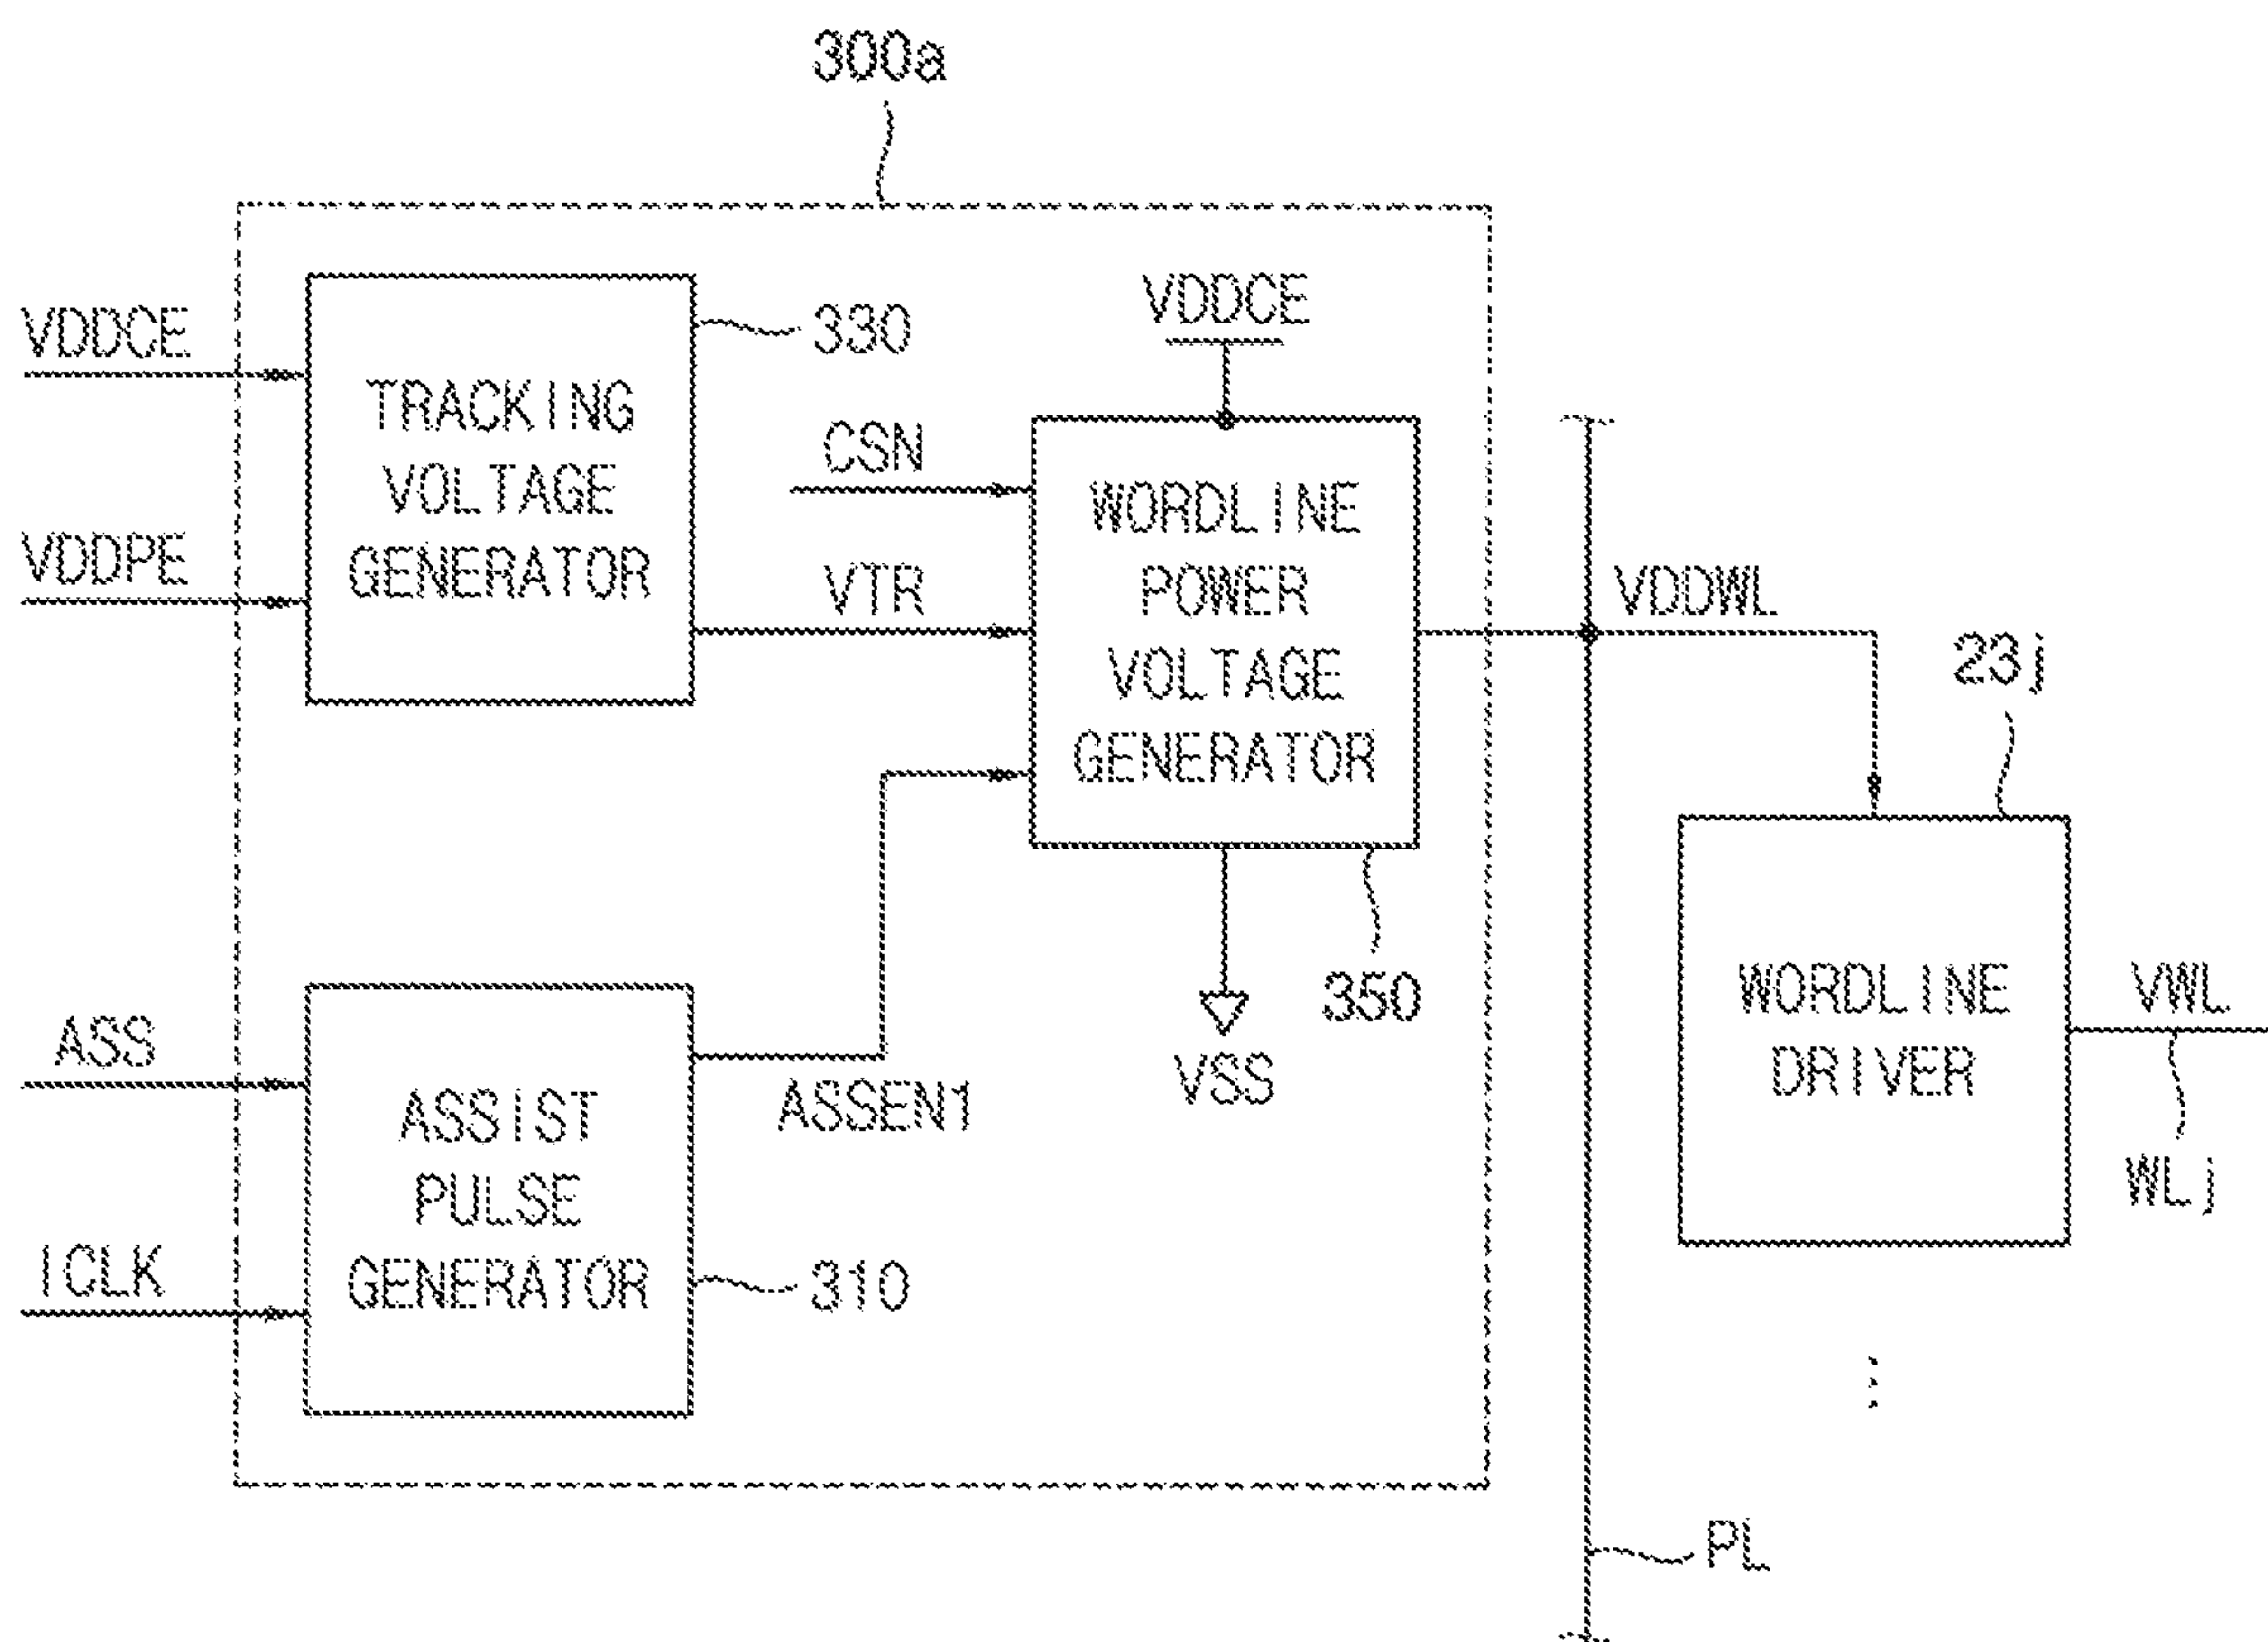 300a
VDDCE
330
TRACKING
VOLTAGE
GENERATOR
VDDPE
VDDCE
CSN
VTR
WORDLINE
POWER
VOLTAGE
GENERATOR
VDDWL
23j
350
VSS
ASS
ICLK
ASSIST
PULSE
GENERATOR
ASSEN1
310
WORDLINE
DRIVER
VWL
WLj
PL